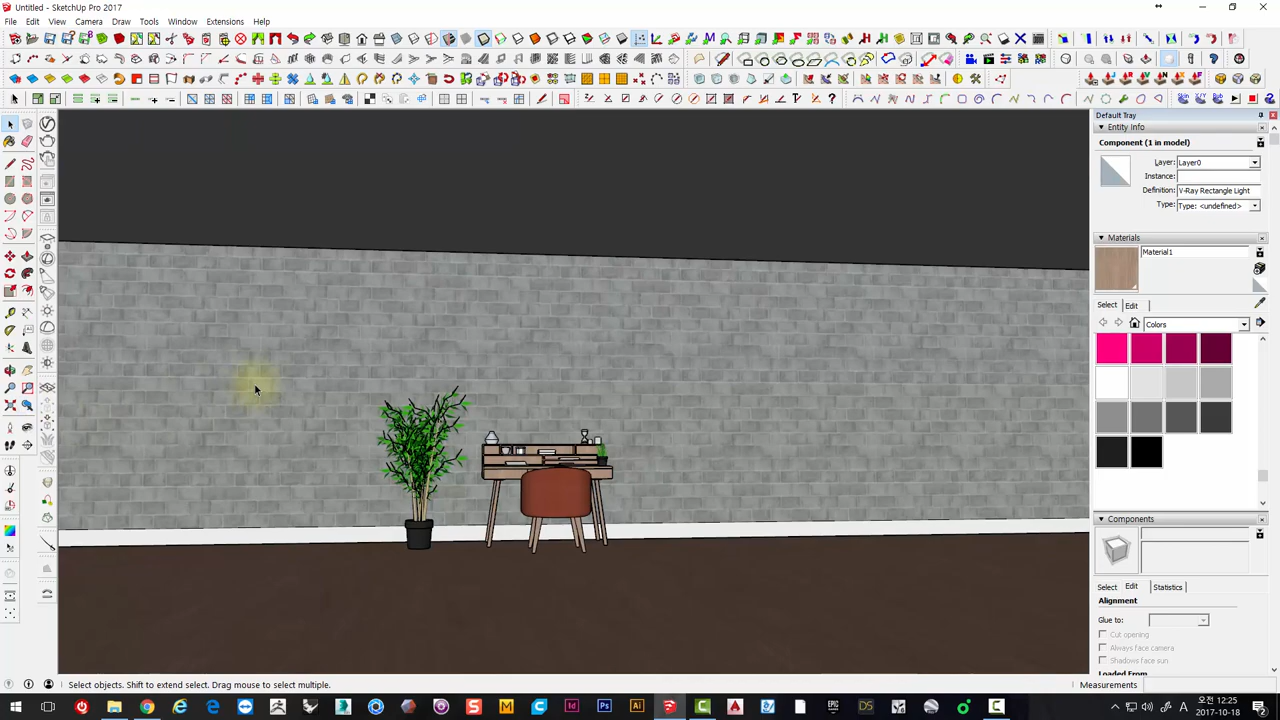 Untitled - SketchUp Pro 2017
File Edit View Camera Draw Tools Window Extensions Help
Default Tray
Entity Info
Component (1 in model)
Layer: Layer0
Instance:
Definition: V-Ray Rectangle Light
Type: Type: <undefined>
Materials
Material1
Select Edit
Colors
Components
Select Edit Statistics
Alignment
Glue to:
Cut opening
Always face camera
Shadows face sun
Loaded From
Select objects. Shift to extend select. Drag mouse to select multiple.
Measurements
오전 12:25
2017-10-18